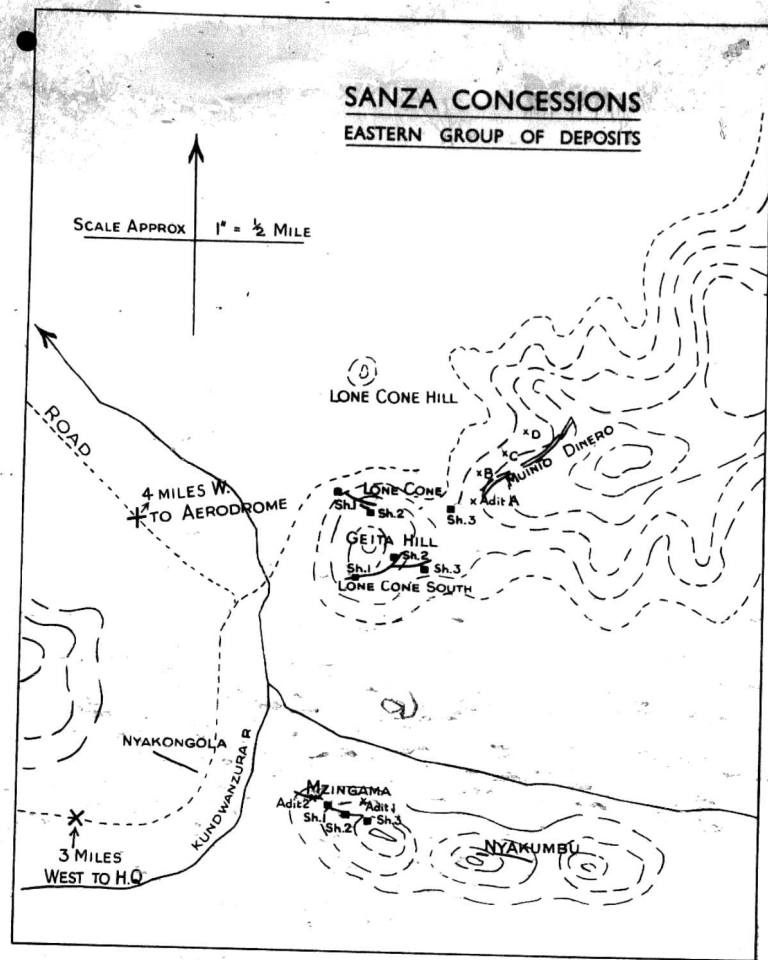 SANZA CONCESSIONS
EASTERN GROUP OF DEPOSITS
SCALE APPROX 1" = ½ MILE
LONE CONE HILL
ROAD
4 MILES W.
TO AERODROME
D
C
B
MUINTO DINERO
Adit A
LONE CONE
Sh.1
Sh.2
Sh.3
GEITA HILL
Sh.2
Sh.1
Sh.3
LONE CONE SOUTH
NYAKONGOLA
KUNDWANZURA R
MZINGAMA
Adit 2
Adit 1
Sh.1
Sh.2
Sh.3
NYAKUMBU
3 MILES
WEST TO H.Q